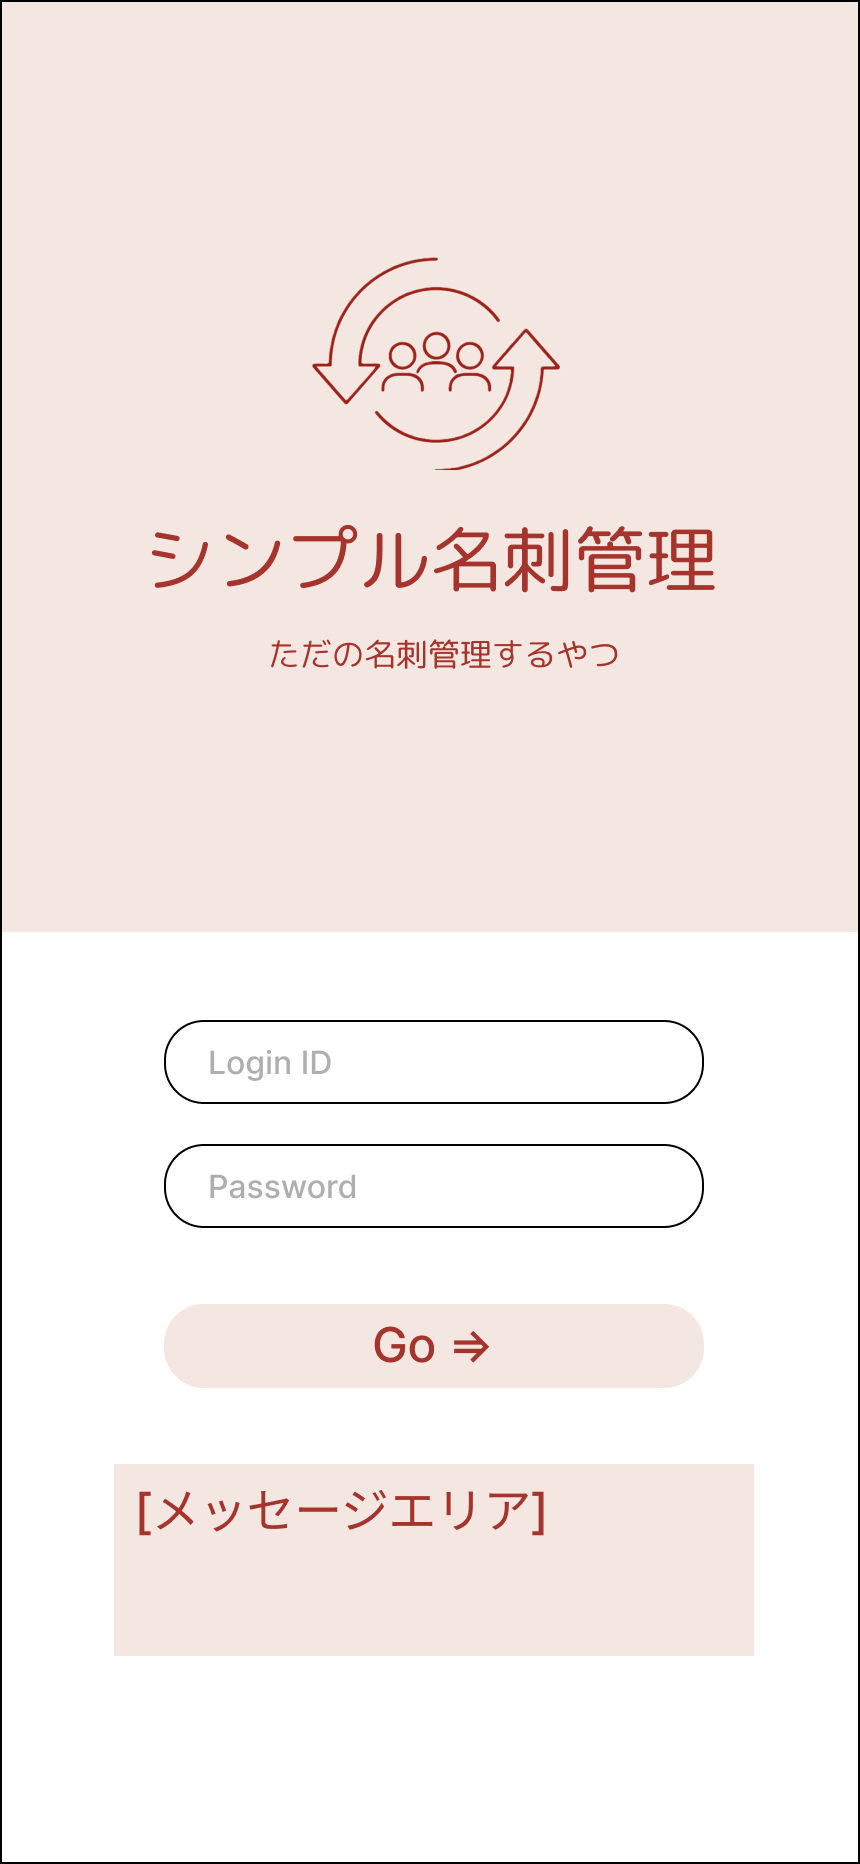 シンプル名刺管理
ただの名刺管理するやつ
Login ID
Password
Go ⇒
[メッセージエリア]